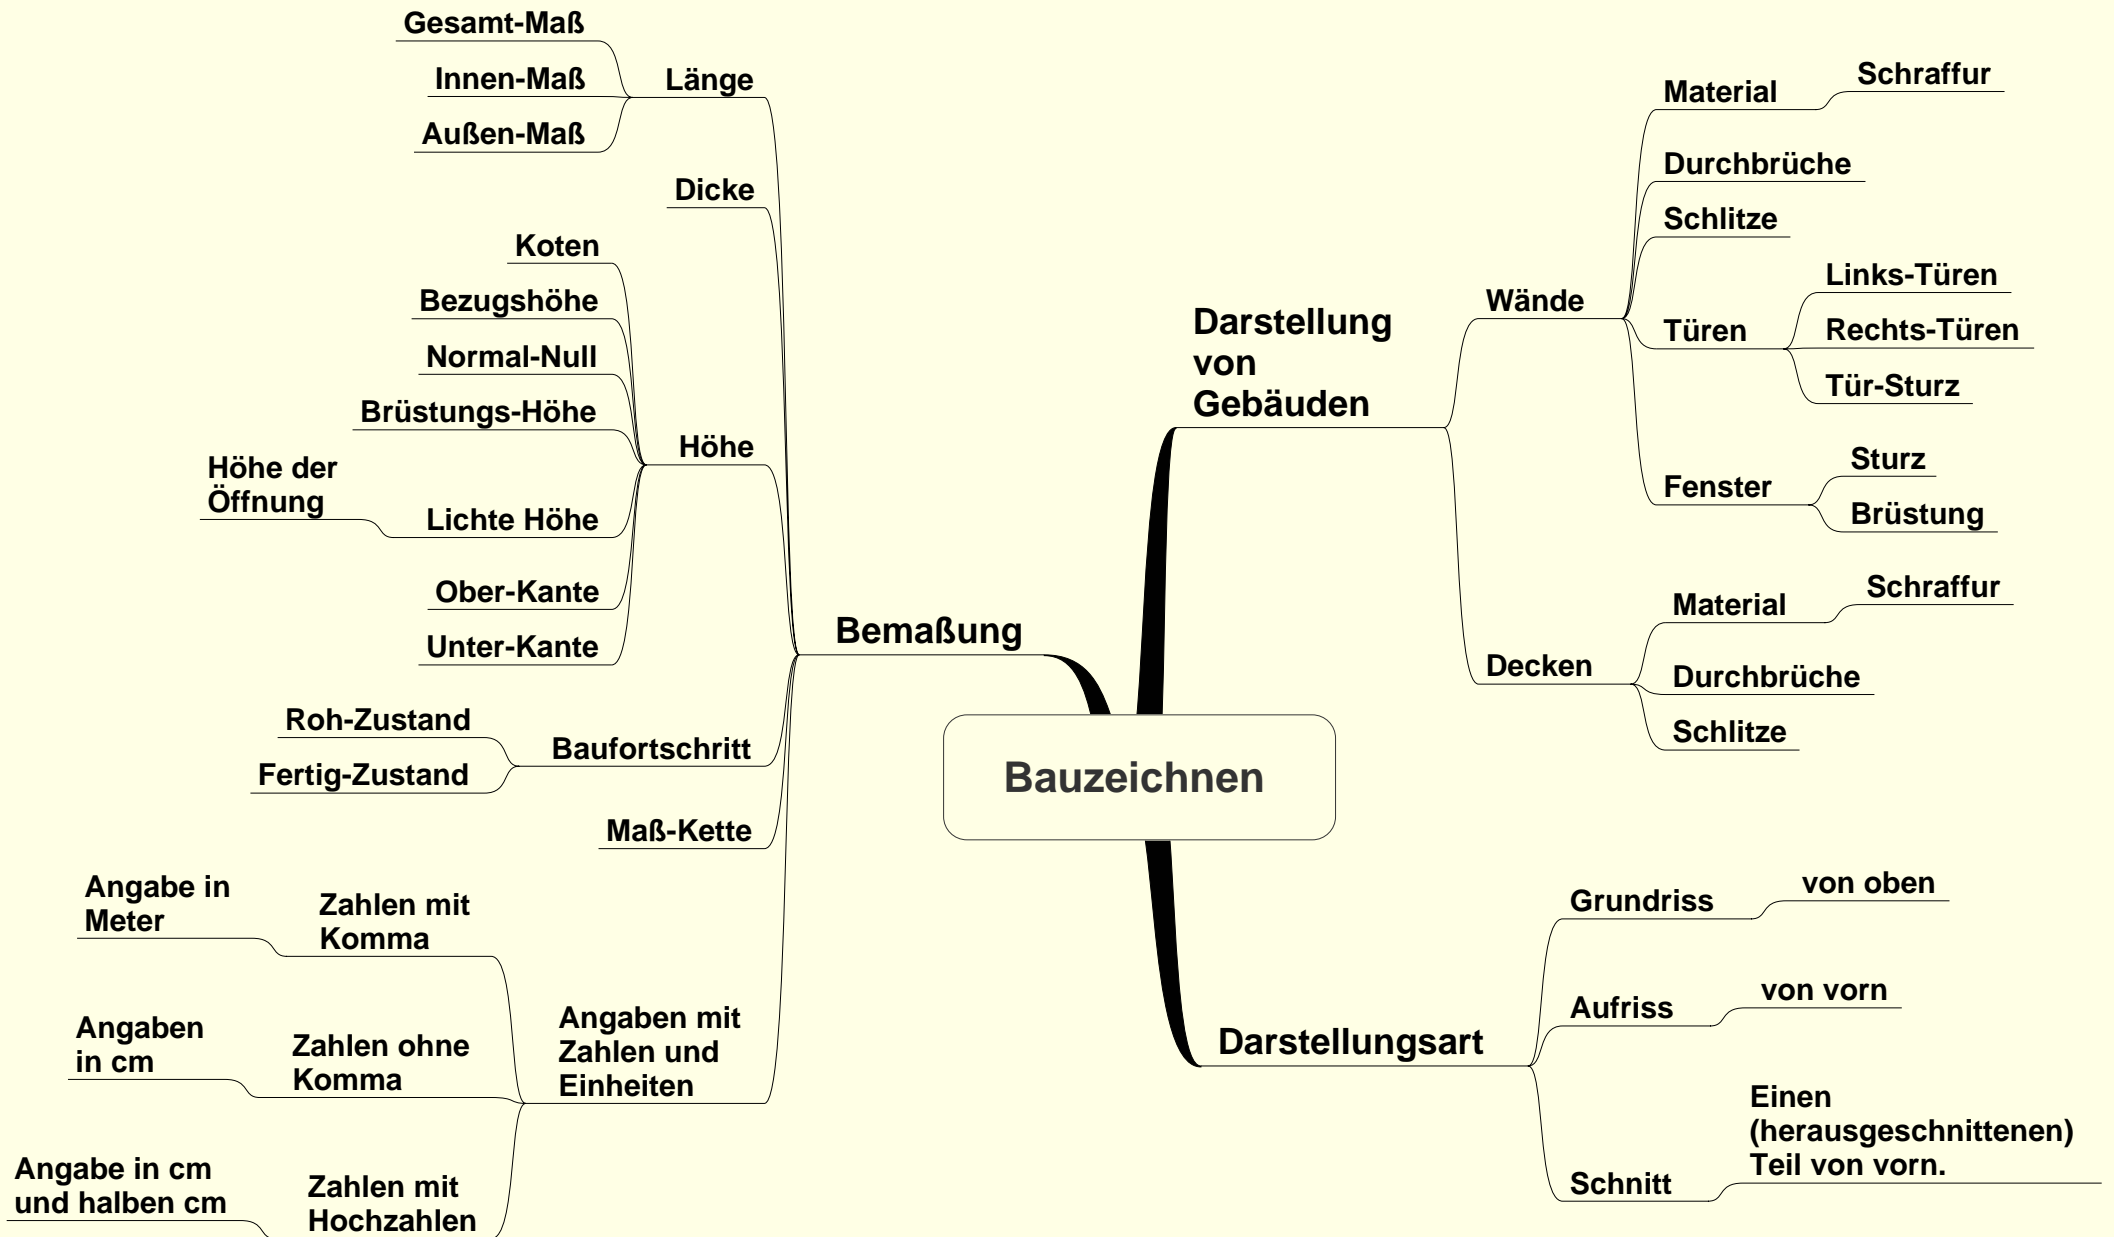 Bauzeichnen
Bemaßung
Länge
Gesamt-Maß
Innen-Maß
Außen-Maß
Dicke
Höhe
Koten
Bezugshöhe
Normal-Null
Brüstungs-Höhe
Lichte Höhe
Höhe der
Öffnung
Ober-Kante
Unter-Kante
Baufortschritt
Roh-Zustand
Fertig-Zustand
Maß-Kette
Angaben mit
Zahlen und
Einheiten
Zahlen mit
Komma
Angabe in
Meter
Zahlen ohne
Komma
Angaben
in cm
Zahlen mit
Hochzahlen
Angabe in cm
und halben cm
Darstellung
von
Gebäuden
Wände
Material
Schraffur
Durchbrüche
Schlitze
Türen
Links-Türen
Rechts-Türen
Tür-Sturz
Fenster
Sturz
Brüstung
Decken
Material
Schraffur
Durchbrüche
Schlitze
Darstellungsart
Grundriss
von oben
Aufriss
von vorn
Schnitt
Einen
(herausgeschnittenen)
Teil von vorn.